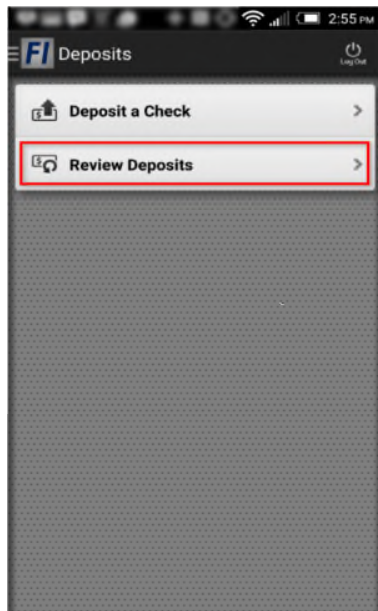 2:55 PM
FI Deposits
Log Out
Deposit a Check
Review Deposits